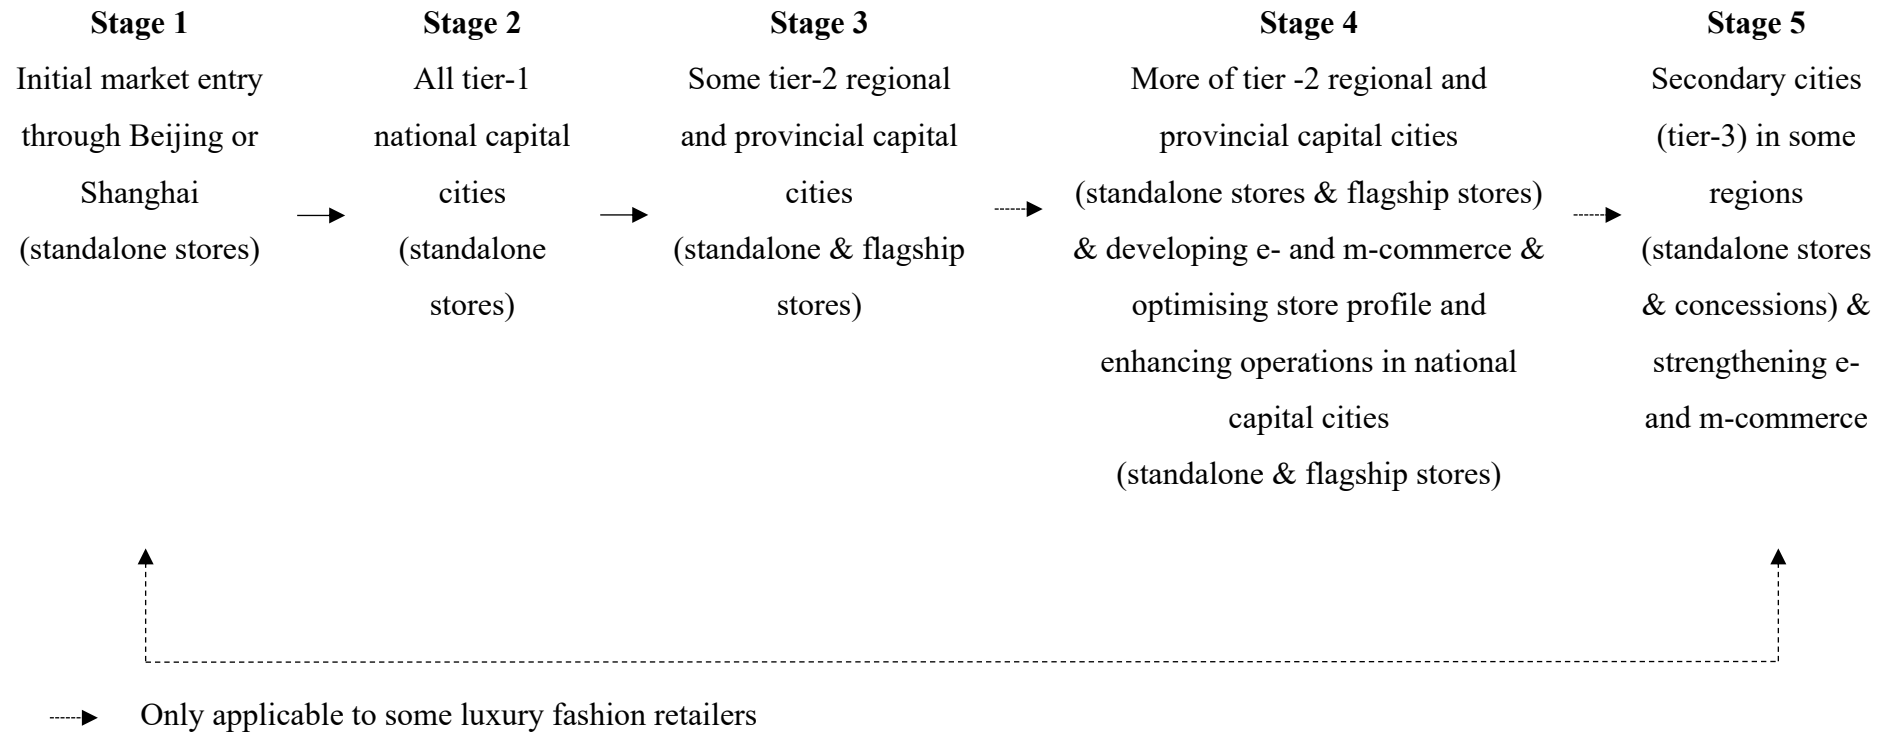 Stage 1
Initial market entry
through Beijing or
Shanghai
(standalone stores)
Stage 2
All tier-1
national capital
cities
(standalone
stores)
Stage 3
Some tier-2 regional
and provincial capital
cities
(standalone & flagship
stores)
Stage 4
More of tier -2 regional and
provincial capital cities
(standalone stores & flagship stores)
& developing e- and m-commerce &
optimising store profile and
enhancing operations in national
capital cities
(standalone & flagship stores)
Stage 5
Secondary cities
(tier-3) in some
regions
(standalone stores
& concessions) &
strengthening e-
and m-commerce
Only applicable to some luxury fashion retailers